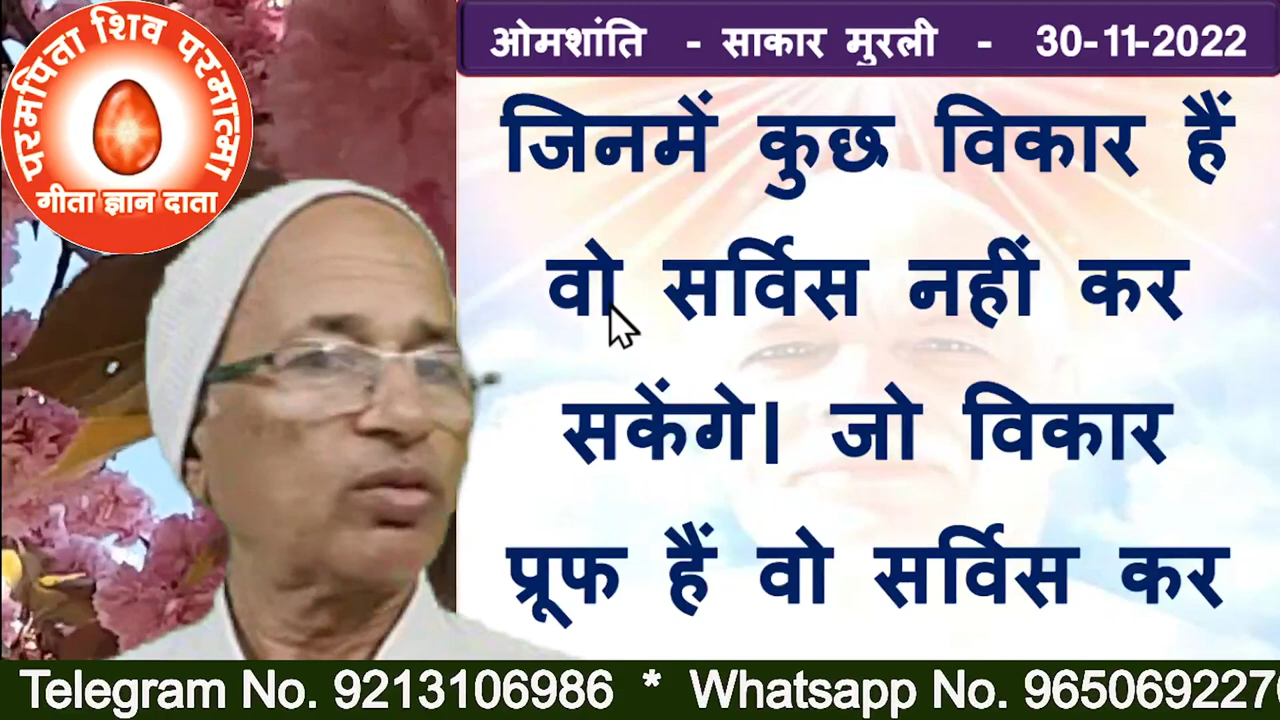 परमपिता शिव परमात्मा
गीता ज्ञान दाता
ओमशांति - साकार मुरली - 30-11-2022
जिनमें कुछ विकार हैं
वो सर्विस नहीं कर
सकेंगे। जो विकार
प्रूफ हैं वो सर्विस कर
Telegram No. 9213106986 * Whatsapp No. 965069227